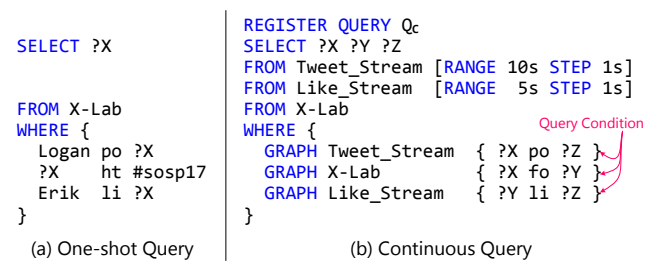 SELECT ?X
FROM X-Lab
WHERE {
Logan po ?X
?X ht #sosp17
Erik li ?X
}
(a) One-shot Query
REGISTER QUERY Qc
SELECT ?X ?Y ?Z
FROM Tweet_Stream [RANGE 10s STEP 1s]
FROM Like_Stream [RANGE 5s STEP 1s]
FROM X-Lab
WHERE {
Query Condition
GRAPH Tweet_Stream { ?X po ?Z }
GRAPH X-Lab { ?X fo ?Y }
GRAPH Like_Stream { ?Y li ?Z }
}
(b) Continuous Query